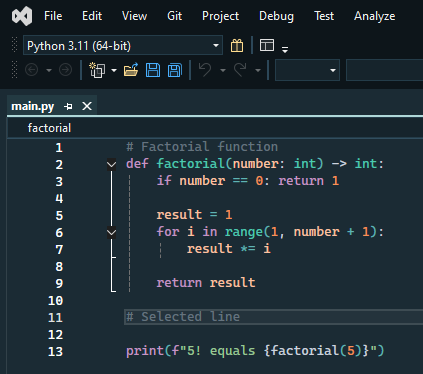 File Edit View Git Project Debug Test Analyze
Python 3.11 (64-bit)
main.py
factorial
1 # Factorial function
2 def factorial(number: int) -> int:
3 if number == 0: return 1
4
5 result = 1
6 for i in range(1, number + 1):
7 result *= i
8
9 return result
10
11 # Selected line
12
13 print(f"5! equals {factorial(5)}")